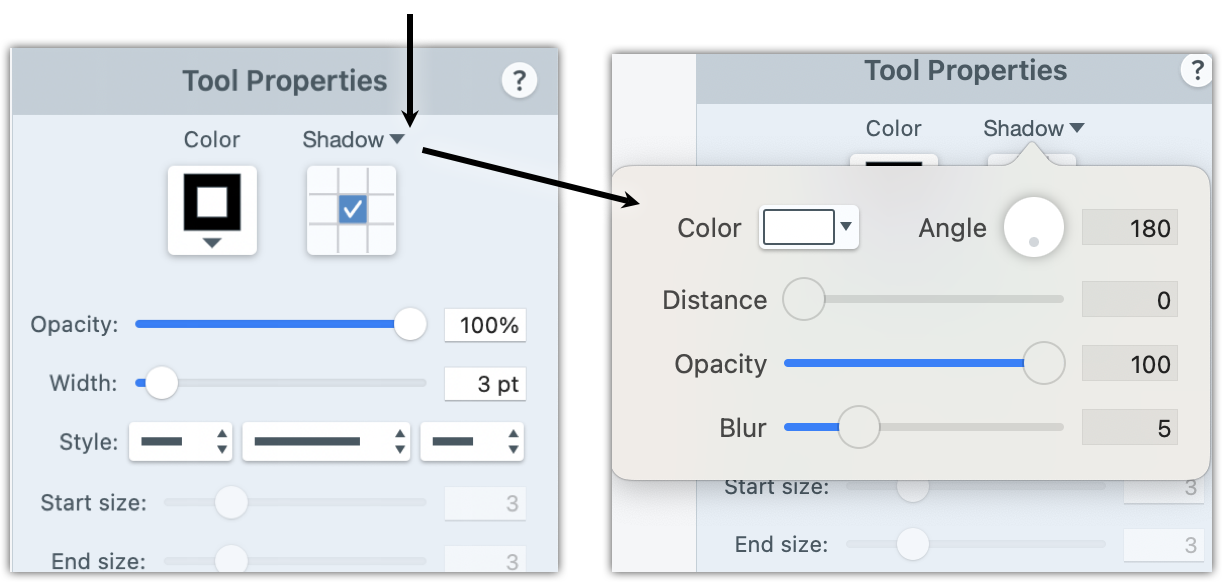 Tool Properties ?
Color Shadow
Opacity: 100%
Width: 3 pt
Style:
Start size: 3
End size: 3
Tool Properties ?
Color Shadow
Color Angle 180
Distance 0
Opacity 100
Blur 5
Start size: 3
End size: 3